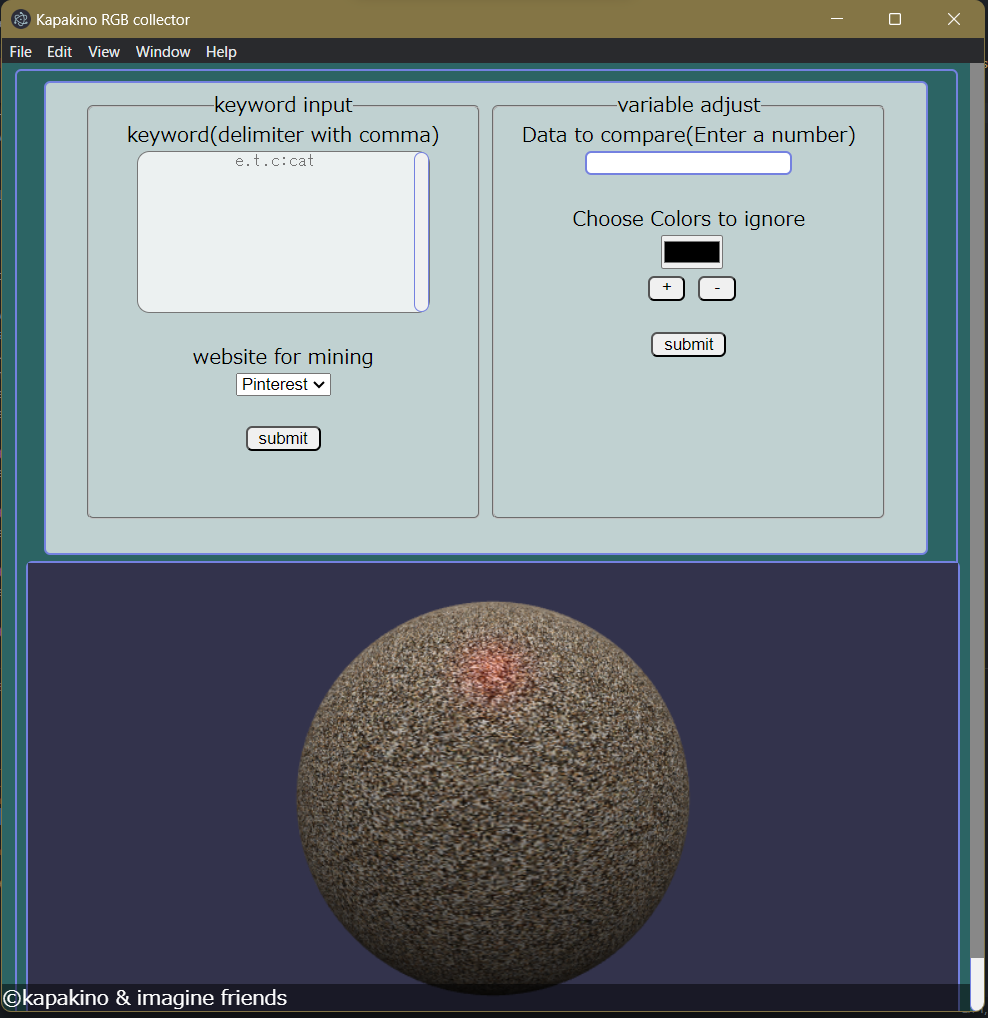 Kapakino RGB collector
File Edit View Window Help
keyword input
keyword(delimiter with comma)
e.t.c:cat
website for mining
Pinterest
submit
variable adjust
Data to compare(Enter a number)
Choose Colors to ignore
+ -
submit
©kapakino & imagine friends